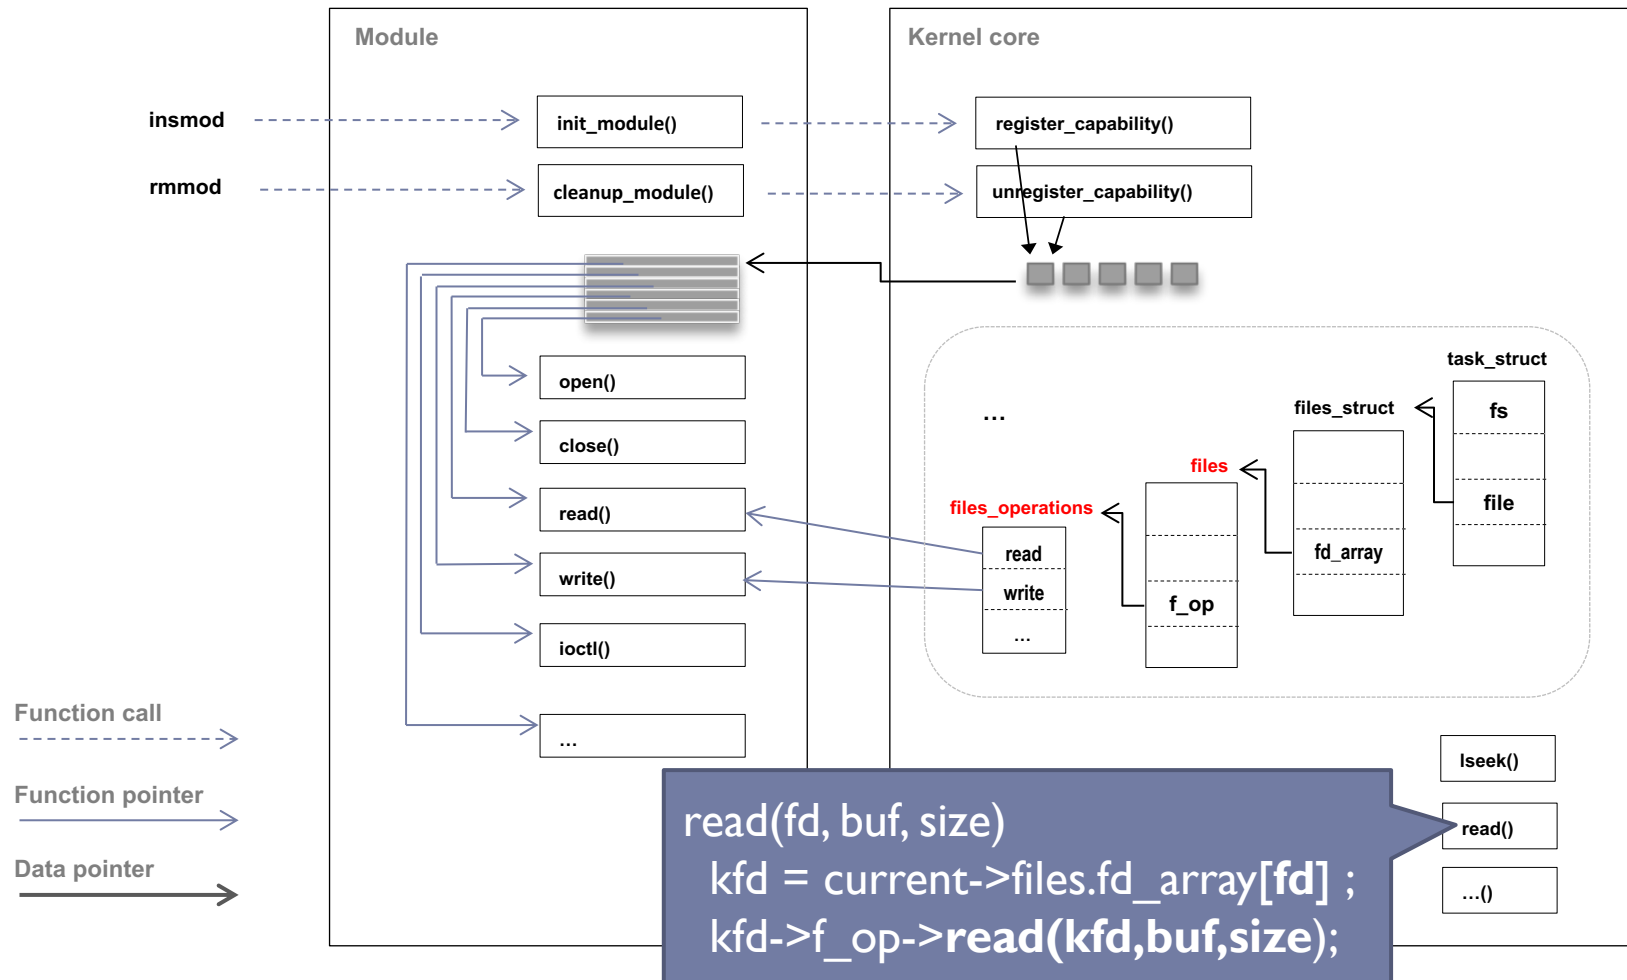 Module
Kernel core
insmod
init_module()
register_capability()
rmmod
cleanup_module()
unregister_capability()
open()
close()
read()
write()
ioctl()
...
task_struct
fs
file
files_struct
fd_array
files
f_op
files_operations
read
write
...
...
Function call
Function pointer
Data pointer
lseek()
read()
...()
read(fd, buf, size)
kfd = current->files.fd_array[fd] ;
kfd->f_op->read(kfd,buf,size);